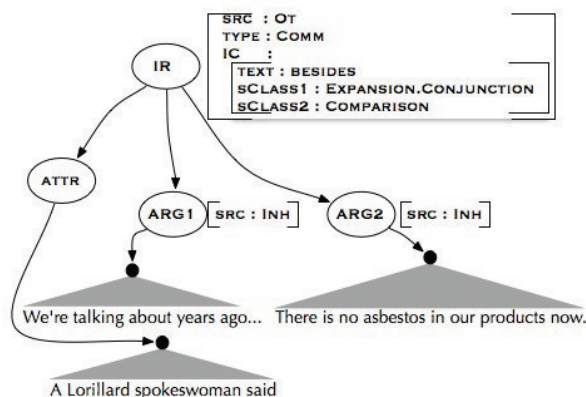 SRC : OT
TYPE : COMM
IC :
TEXT : BESIDES
SCLASS1 : EXPANSION.CONJUNCTION
SCLASS2 : COMPARISON
IR
ATTR
ARG1 [SRC : INH]
ARG2 [SRC : INH]
We're talking about years ago...
There is no asbestos in our products now.
A Lorillard spokeswoman said